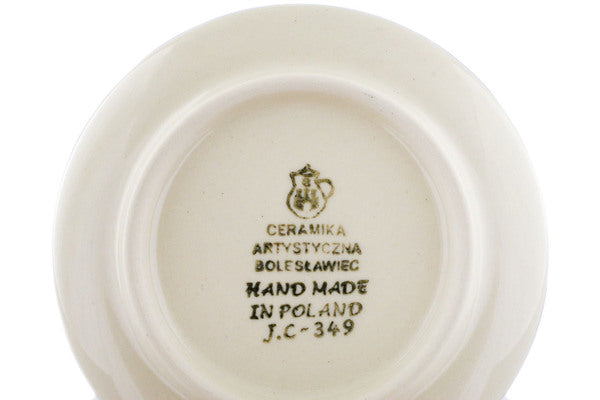 CERAMIKA
ARTYSTYCZNA
BOLESŁAWIEC
HAND MADE
IN POLAND
J.C-349